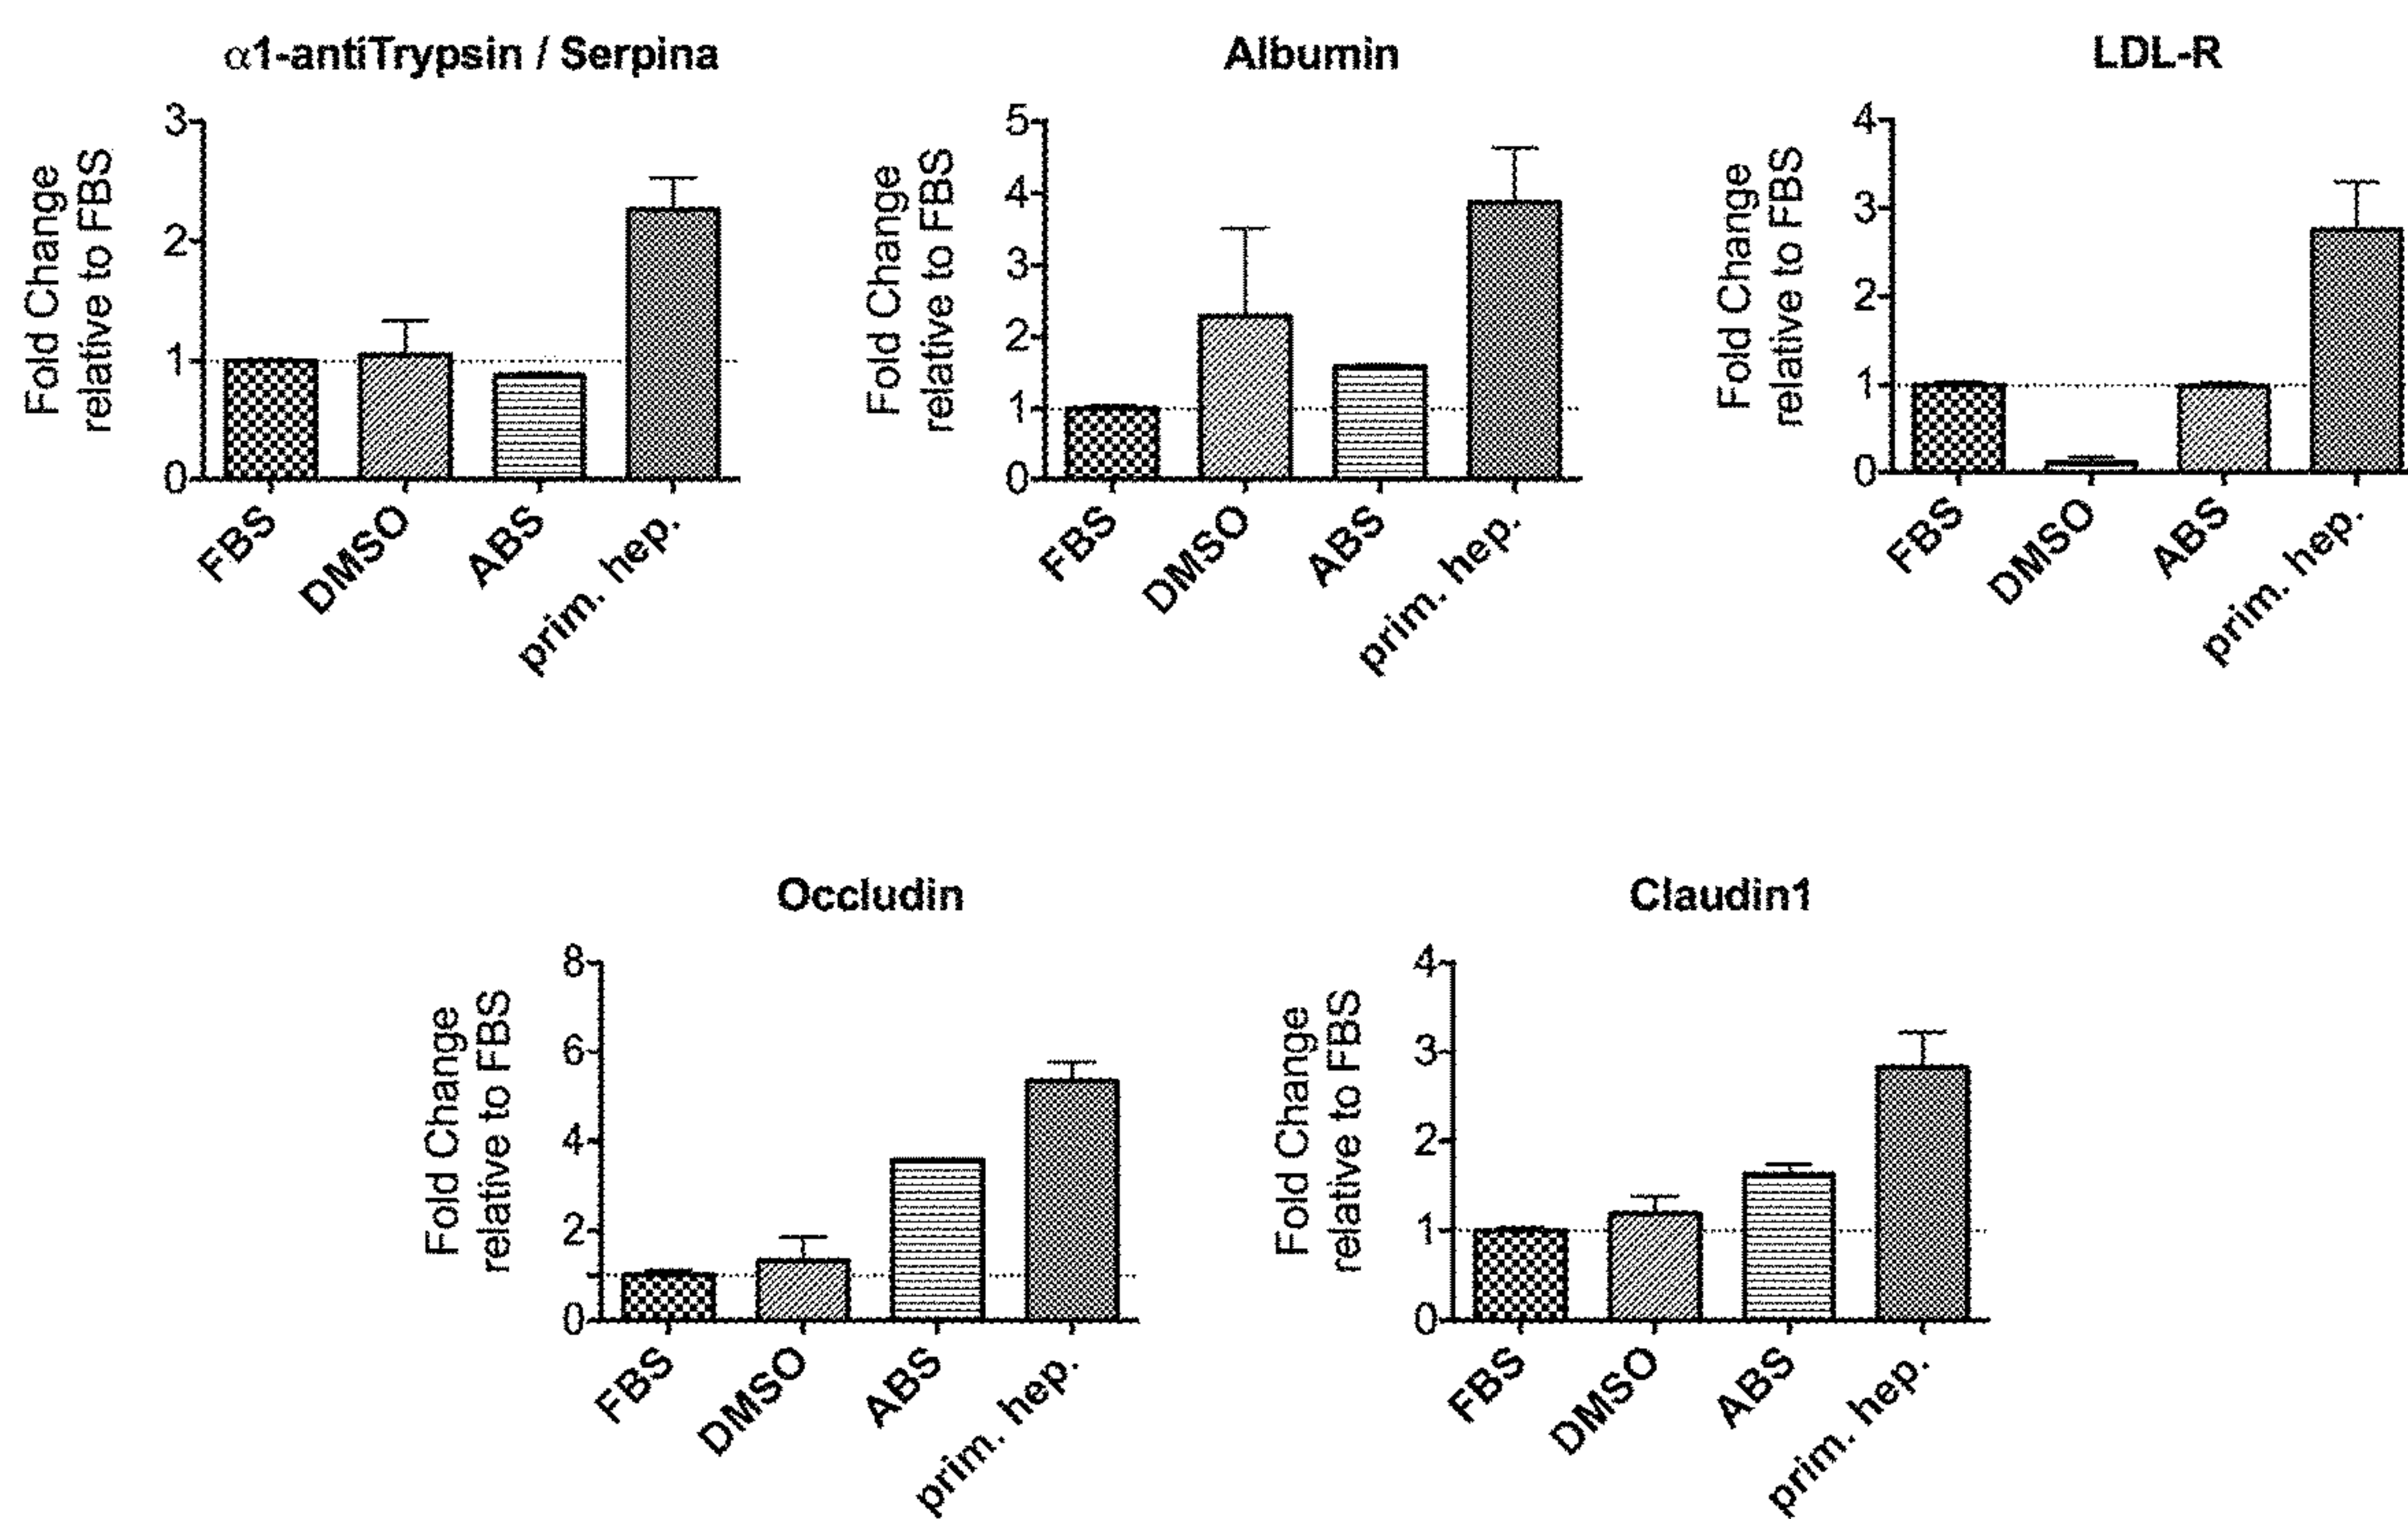 α1-antiTrypsin / Serpina
Fold Change
relative to FBS
3
2
1
0
FBS
DMSO
ABS
prim. hep.
Albumin
Fold Change
relative to FBS
5
4
3
2
1
0
FBS
DMSO
ABS
prim. hep.
LDL-R
Fold Change
relative to FBS
4
3
2
1
0
FBS
DMSO
ABS
prim. hep.
Occludin
Fold Change
relative to FBS
8
6
4
2
0
FBS
DMSO
ABS
prim. hep.
Claudin1
Fold Change
relative to FBS
4
3
2
1
0
FBS
DMSO
ABS
prim. hep.